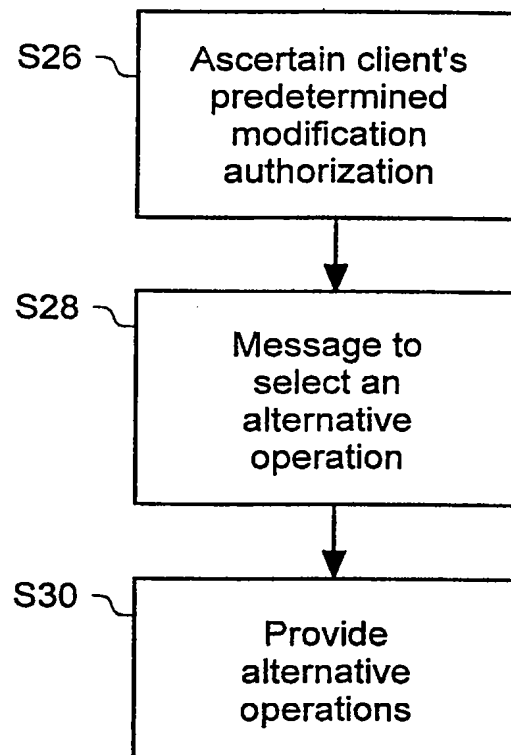 S26
Ascertain client's
predetermined
modification
authorization
S28
Message to
select an
alternative
operation
S30
Provide
alternative
operations